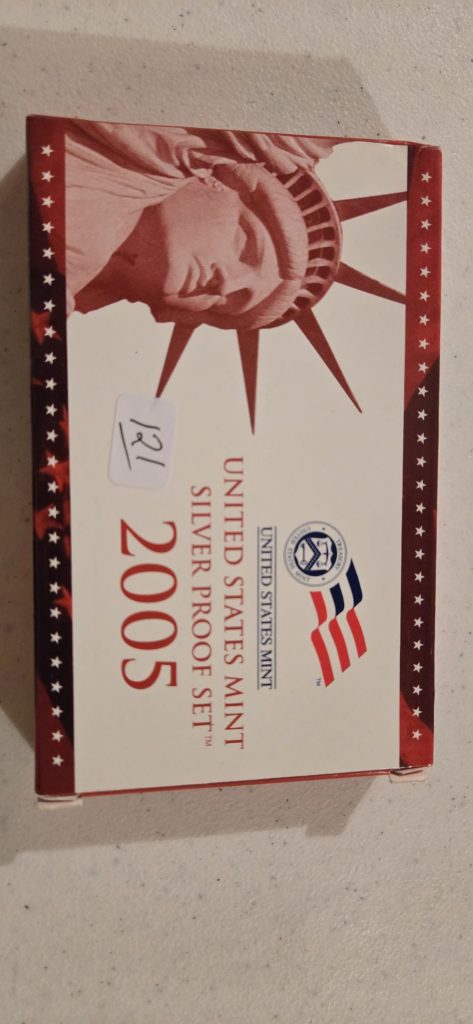 UNITED STATES MINT
UNITED STATES MINT
SILVER PROOF SET™
2005
121